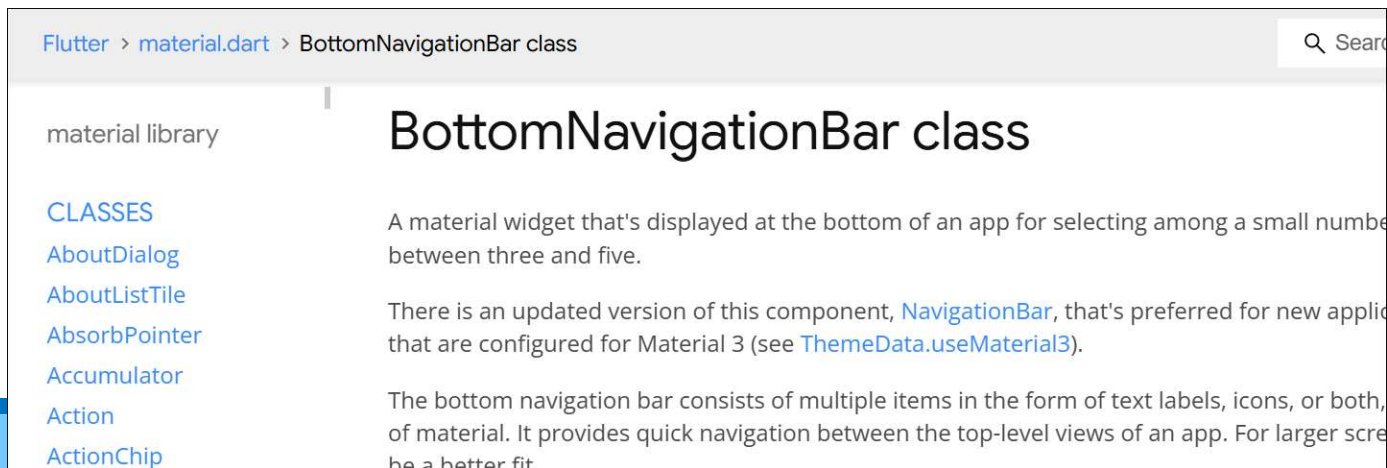 Flutter > material.dart > BottomNavigationBar class
material library
CLASSES
AboutDialog
AboutListTile
AbsorbPointer
Accumulator
Action
ActionChip
BottomNavigationBar class
A material widget that's displayed at the bottom of an app for selecting among a small
between three and five.
There is an updated version of this component, NavigationBar, that's preferred for new
that are configured for Material 3 (see ThemeData.useMaterial3).
The bottom navigation bar consists of multiple items in the form of text labels, icons, or both,
of material. It provides quick navigation between the top-level views of an app. For larger
be a better fit.